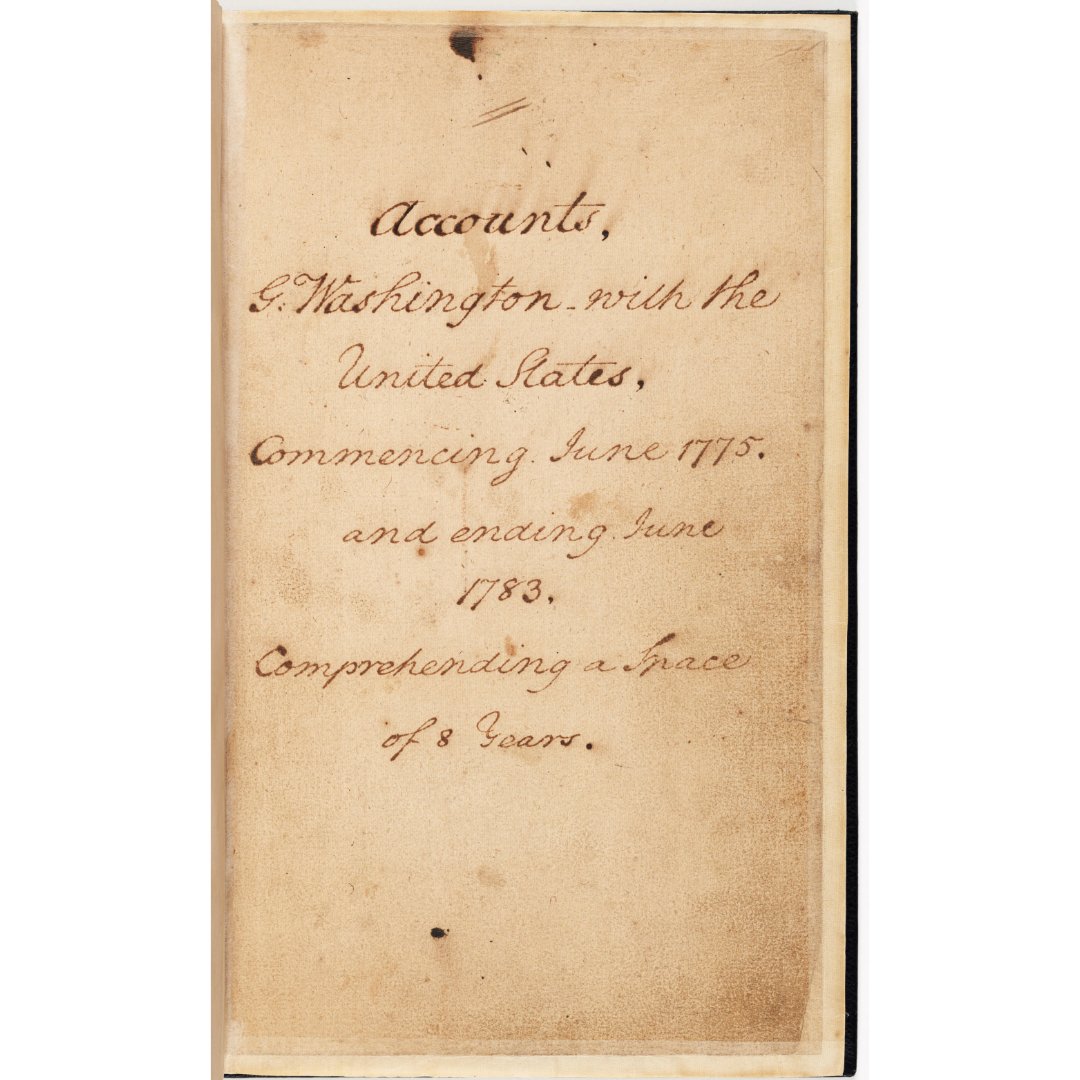 Accounts,
G. Washington - with the
United States,
Commencing June 1775.
and ending June
1783.
Comprehending a Space
of 8 Years.